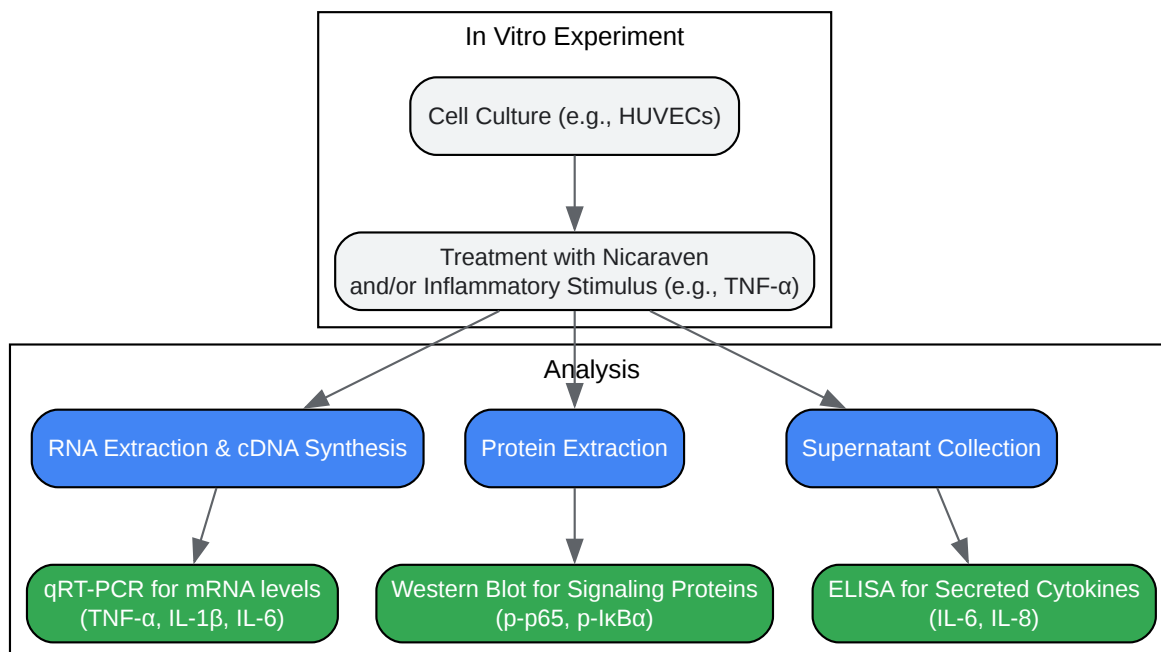 In Vitro Experiment
Cell Culture (e.g., HUVECs)
Treatment with Nicaraven
and/or Inflammatory Stimulus (e.g., TNF-α)
Analysis
RNA Extraction & cDNA Synthesis
Protein Extraction
Supernatant Collection
qRT-PCR for mRNA levels
(TNF-α, IL-1β, IL-6)
Western Blot for Signaling Proteins
(p-p65, p-IκBα)
ELISA for Secreted Cytokines
(IL-6, IL-8)